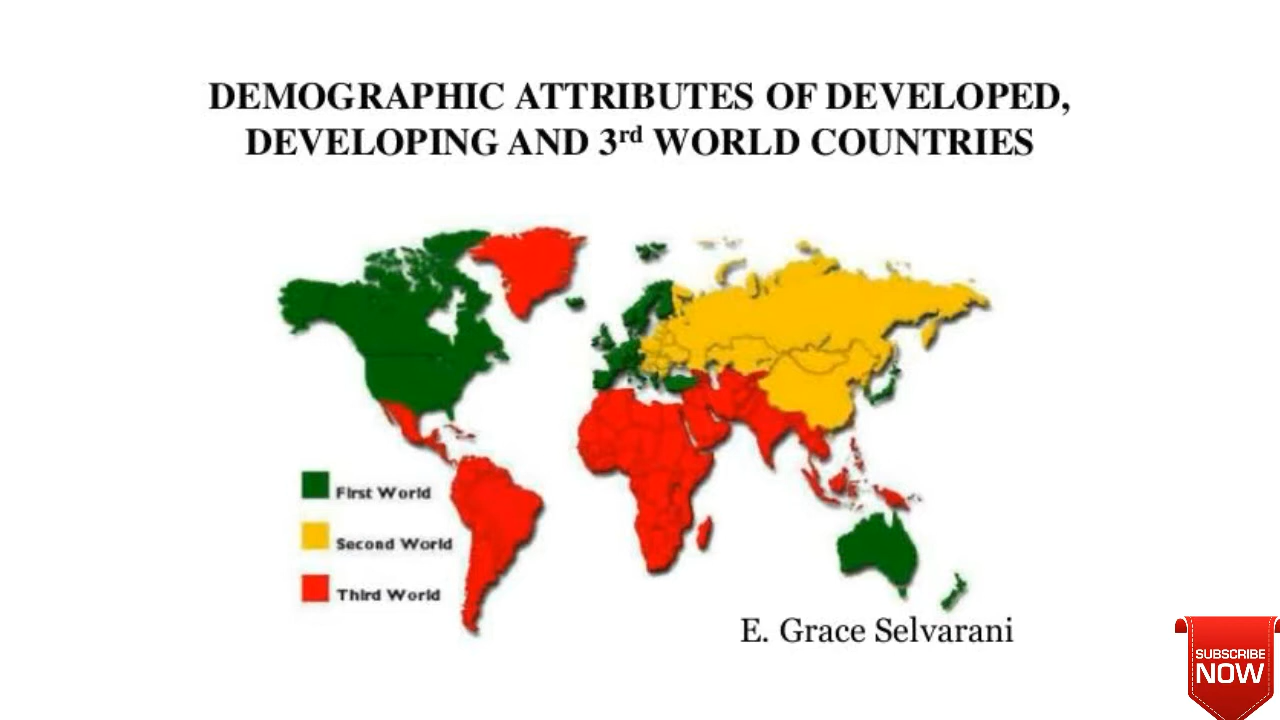 DEMOGRAPHIC ATTRIBUTES OF DEVELOPED,
DEVELOPING AND 3rd WORLD COUNTRIES
First World
Second World
Third World
E. Grace Selvarani
SUBSCRIBE
NOW